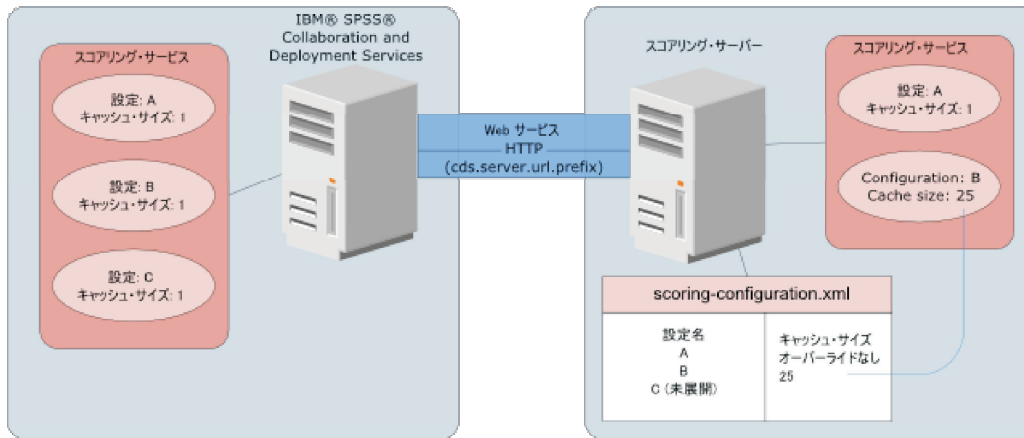 IBM® SPSS®
Collaboration and
Deployment Services
スコアリング・サービス
設定: A
キャッシュ・サイズ: 1
設定: B
キャッシュ・サイズ: 1
設定: C
キャッシュ・サイズ: 1
Web サービス
HTTP
(cds.server.url.prefix)
スコアリング・サーバー
スコアリング・サービス
設定: A
キャッシュ・サイズ: 1
Configuration: B
Cache size: 25
scoring-configuration.xml
設定名
A
B
C (未展開)
キャッシュ・サイズ
オーバーライドなし
25